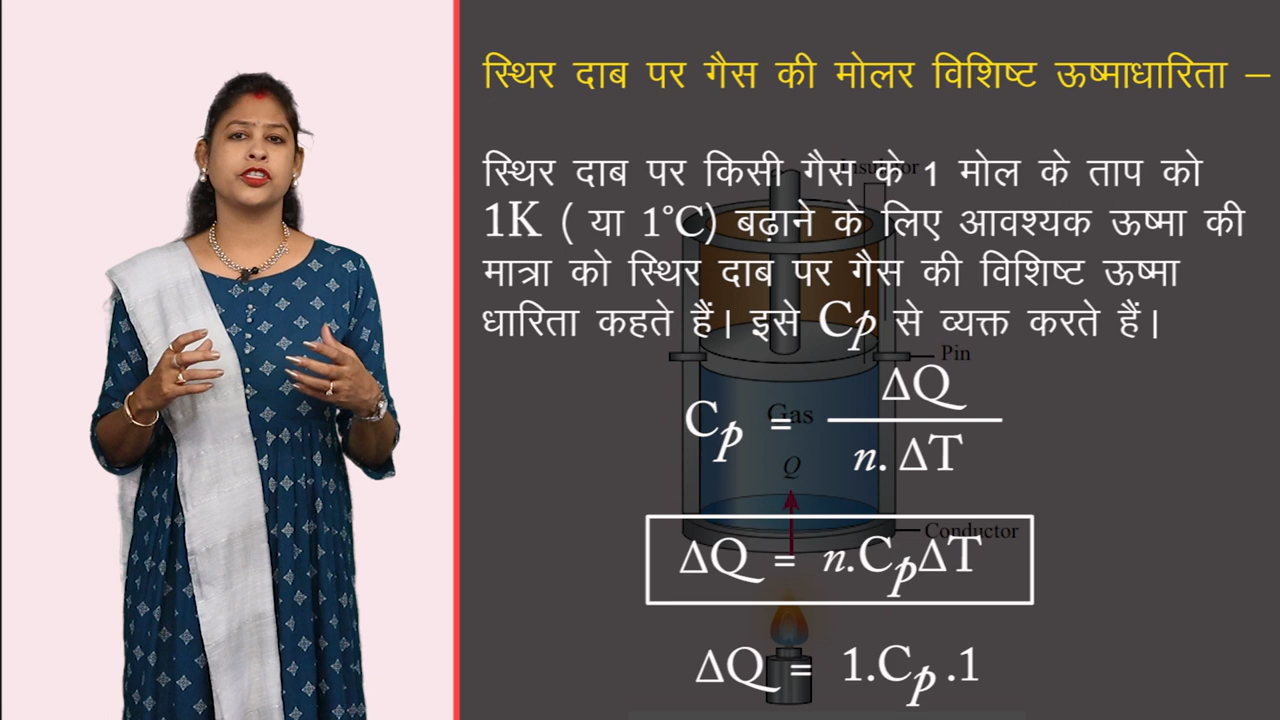 स्थिर दाब पर गैस की मोलर विशिष्ट ऊष्माधारिता –
स्थिर दाब पर किसी गैस के 1 मोल के ताप को
Insulator
1K ( या 1°C) बढ़ाने के लिए आवश्यक ऊष्मा की
मात्रा को स्थिर दाब पर गैस की विशिष्ट ऊष्मा
धारिता कहते हैं। इसे Cp से व्यक्त करते हैं।
Pin
Cp = ΔQ / n. ΔT
Gas
Q
Conductor
ΔQ = n.CpΔT
ΔQ = 1.Cp.1